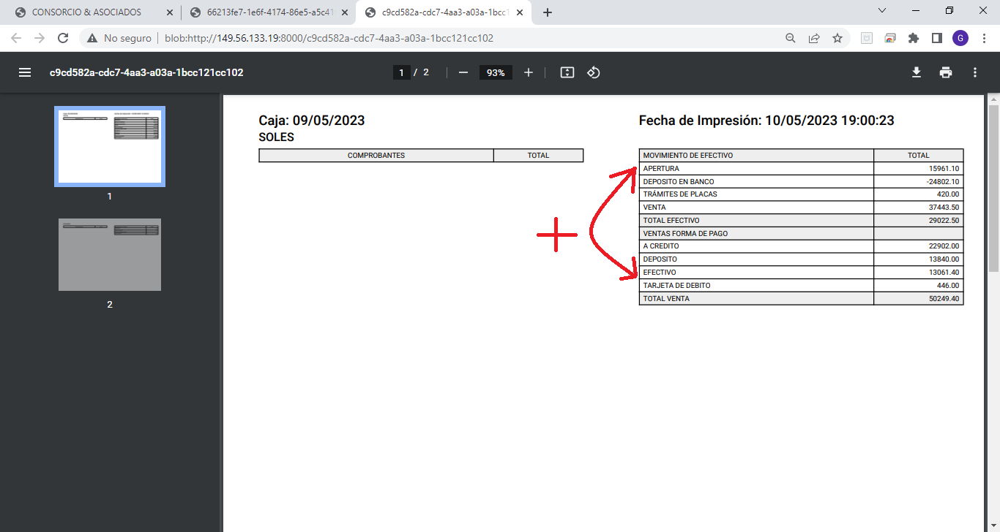 CONSORCIO & ASOCIADOS
66213fe7-1e6f-4174-86e5-a5c41
c9cd582a-cdc7-4aa3-a03a-1bcc1
No seguro
blob:http://149.56.133.19:8000/c9cd582a-cdc7-4aa3-a03a-1bcc121cc102
G
c9cd582a-cdc7-4aa3-a03a-1bcc121cc102
1 / 2
93%
1
2
Caja: 09/05/2023
SOLES
COMPROBANTES TOTAL
Fecha de Impresión: 10/05/2023 19:00:23
MOVIMIENTO DE EFECTIVO TOTAL
APERTURA 15961.10
DEPOSITO EN BANCO -24802.10
TRÁMITES DE PLACAS 420.00
VENTA 37443.50
TOTAL EFECTIVO 29022.50
VENTAS FORMA DE PAGO
A CREDITO 22902.00
DEPOSITO 13840.00
EFECTIVO 13061.40
TARJETA DE DEBITO 446.00
TOTAL VENTA 50249.40
+